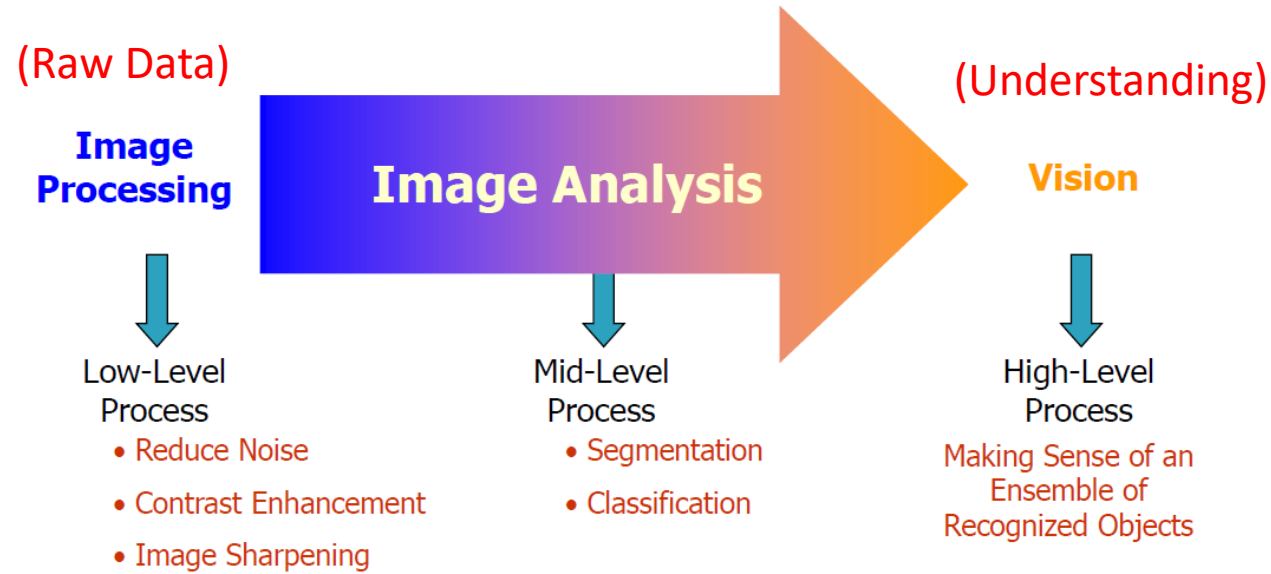 (Raw Data)
(Understanding)
Image
Processing
Image Analysis
Vision
Low-Level
Process
• Reduce Noise
• Contrast Enhancement
• Image Sharpening
Mid-Level
Process
• Segmentation
• Classification
High-Level
Process
Making Sense of an
Ensemble of
Recognized Objects